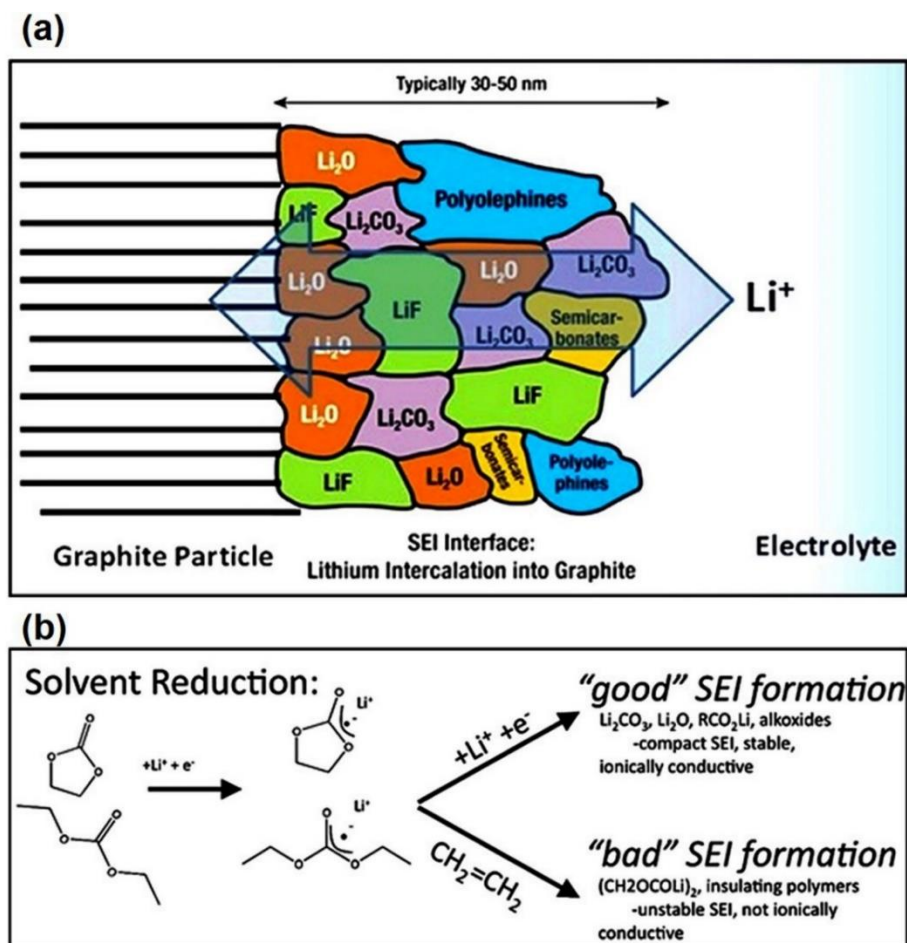 (a)
Typically 30-50 nm
Li₂O
Polyolephines
LiF
Li₂CO₃
Li₂O
LiF
Li₂O
Li₂CO₃
Li₂O
Li₂CO₃
Semicar-
bonates
Li⁺
Li₂O
Li₂CO₃
LiF
LiF
Li₂O
Semicar-
bonates
Polyole-
phines
Graphite Particle
SEI Interface:
Lithium Intercalation into Graphite
Electrolyte
(b)
Solvent Reduction:
O
O
O
+Li⁺ + e⁻
O
O
O
Li⁺
•-
O
O
O
O
O
O
Li⁺
•-
+Li⁺ +e⁻
CH₂=CH₂
"good" SEI formation
Li₂CO₃, Li₂O, RCO₂Li, alkoxides
-compact SEI, stable,
ionically conductive
"bad" SEI formation
(CH2OCOLi)₂, insulating polymers
-unstable SEI, not ionically
conductive